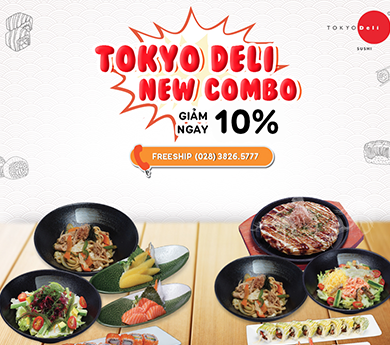 TOKYO Deli
SUSHI
TOKYO DELI
NEW COMBO
GIẢM
NGAY 10%
FREESHIP (028) 3826.5777